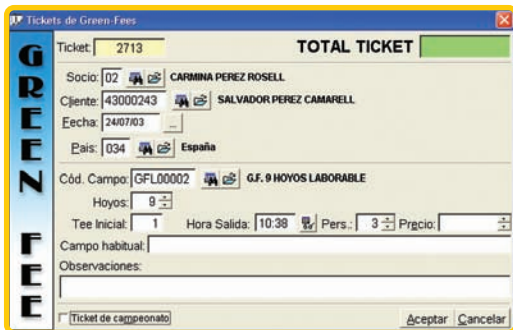 Tickets de Green-Fees
GREEN FEE
Ticket: 2713 TOTAL TICKET
Socio: 02 CARMINA PEREZ ROSELL
Cliente: 43000243 SALVADOR PEREZ CAMARELL
Fecha: 24/07/03 ...
Pais: 034 España
Cód. Campo: GFL00002 G.F. 9 HOYOS LABORABLE
Hoyos: 9
Tee Inicial: 1 Hora Salida: 10:38 Pers.: 3 Precio:
Campo habitual:
Observaciones:
Ticket de campeonato Aceptar Cancelar